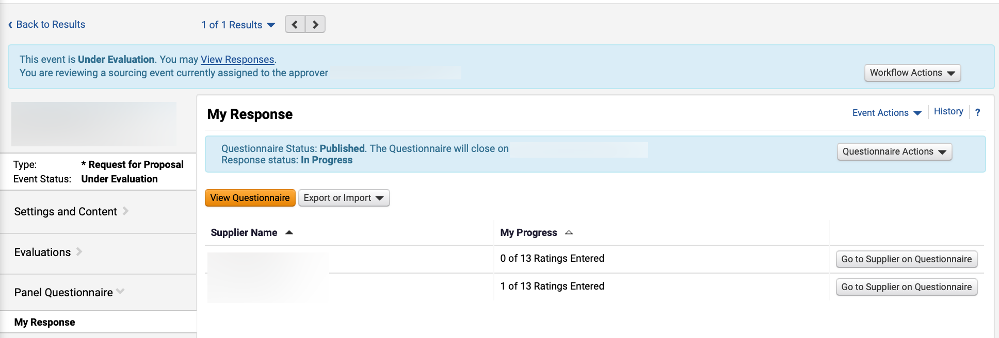 Back to Results
1 of 1 Results
This event is Under Evaluation. You may View Responses.
You are reviewing a sourcing event currently assigned to the approver
Workflow Actions
My Response
Event Actions
History
?
Questionnaire Status: Published. The Questionnaire will close on
Response status: In Progress
Questionnaire Actions
Type: * Request for Proposal
Event Status: Under Evaluation
Settings and Content
Evaluations
Panel Questionnaire
My Response
View Questionnaire
Export or Import
Supplier Name
My Progress
0 of 13 Ratings Entered
Go to Supplier on Questionnaire
1 of 13 Ratings Entered
Go to Supplier on Questionnaire